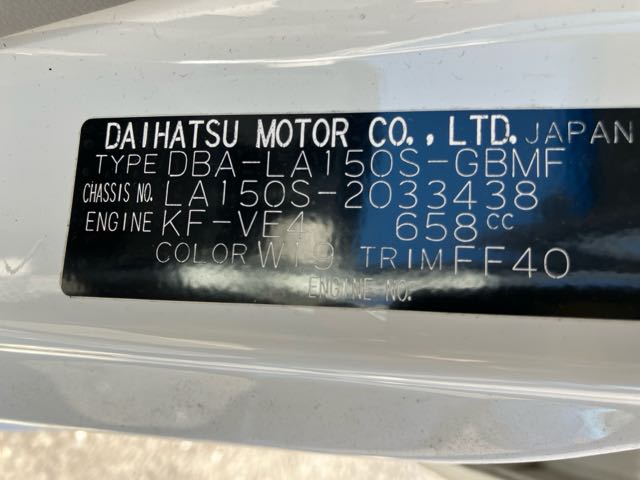 DAIHATSU MOTOR CO., LTD. JAPAN
TYPE DBA-LA150S-GBMF
CHASSIS NO. LA150S-2033438
ENGINE KF-VE4 658cc
COLOR W19 TRIM FF40
ENGINE NO.